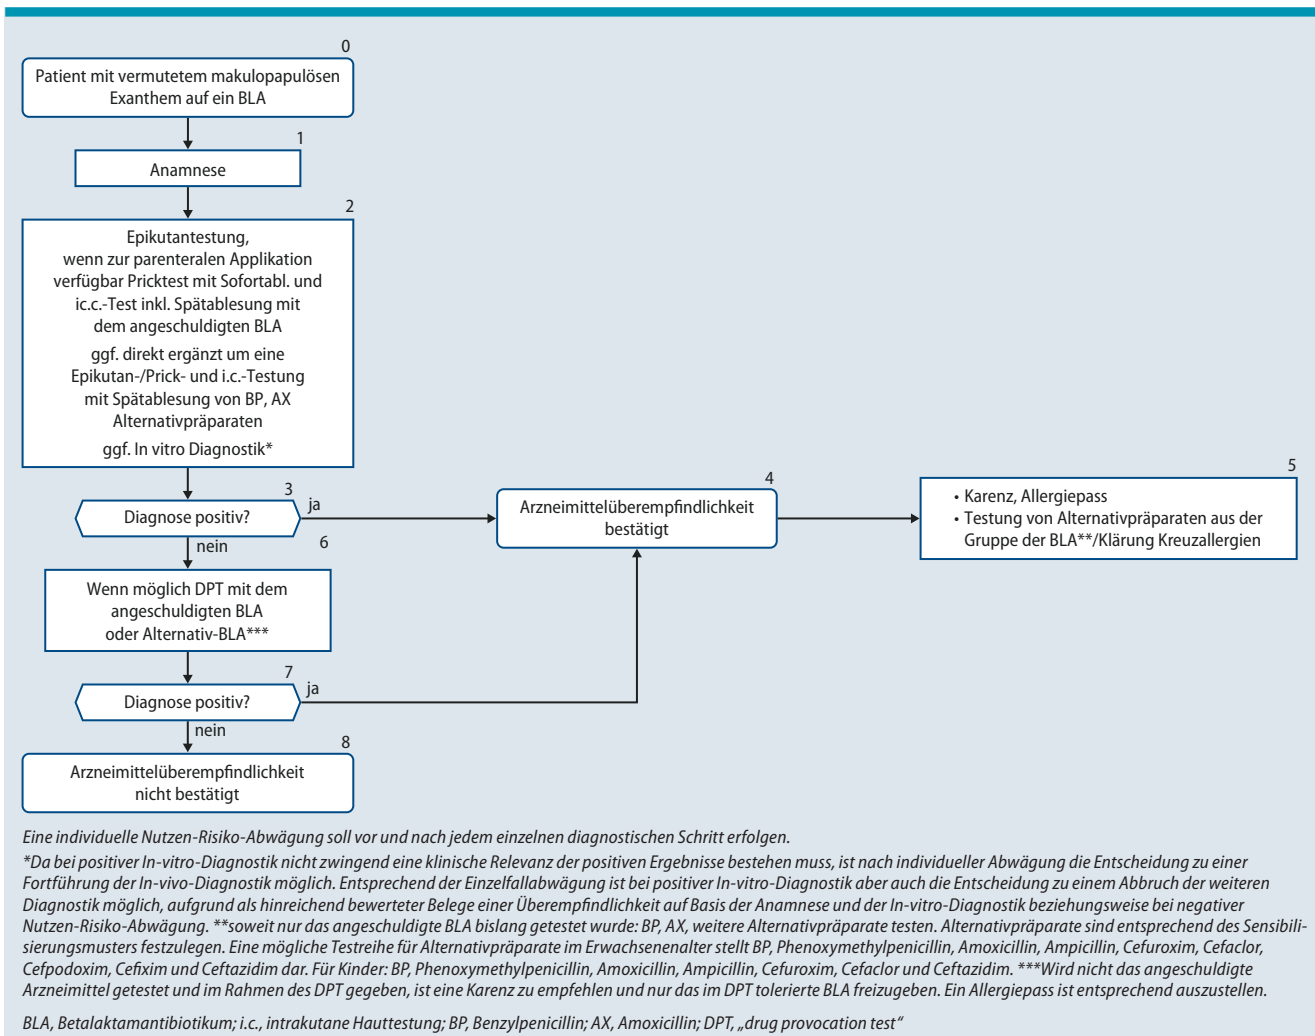 0
Patient mit vermutetem makulopapulösen
Exanthem auf ein BLA
1
Anamnese
2
Epikutantestung,
wenn zur parenteralen Applikation
verfügbar Pricktest mit Sofortabl. und
ic.c.-Test inkl. Spätablesung mit
dem angeschuldigten BLA
ggf. direkt ergänzt um eine
Epikutan-/Prick- und i.c.-Testung
mit Spätablesung von BP, AX
Alternativpräparaten
ggf. In vitro Diagnostik*
3
Diagnose positiv?
ja
nein
4
Arzneimittelüberempfindlichkeit
bestätigt
5
• Karenz, Allergiepass
• Testung von Alternativpräparaten aus der
Gruppe der BLA**/Klärung Kreuzallergien
6
Wenn möglich DPT mit dem
angeschuldigten BLA
oder Alternativ-BLA***
7
Diagnose positiv?
ja
nein
8
Arzneimittelüberempfindlichkeit
nicht bestätigt
Eine individuelle Nutzen-Risiko-Abwägung soll vor und nach jedem einzelnen diagnostischen Schritt erfolgen.
*Da bei positiver In-vitro-Diagnostik nicht zwingend eine klinische Relevanz der positiven Ergebnisse bestehen muss, ist nach individueller Abwägung die Entscheidung zu einer
Fortführung der In-vivo-Diagnostik möglich. Entsprechend der Einzelfallabwägung ist bei positiver In-vitro-Diagnostik aber auch die Entscheidung zu einem Abbruch der weiteren
Diagnostik möglich, aufgrund als hinreichend bewerteter Belege einer Überempfindlichkeit auf Basis der Anamnese und der In-vitro-Diagnostik beziehungsweise bei negativer
Nutzen-Risiko-Abwägung. **soweit nur das angeschuldigte BLA bislang getestet wurde: BP, AX, weitere Alternativpräparate testen. Alternativpräparate sind entsprechend des Sensibili-
sierungsmusters festzulegen. Eine mögliche Testreihe für Alternativpräparate im Erwachsenenalter stellt BP, Phenoxymethylpenicillin, Amoxicillin, Ampicillin, Cefuroxim, Cefaclor,
Cefpodoxim, Cefixim und Ceftazidim dar. Für Kinder: BP, Phenoxymethylpenicillin, Amoxicillin, Ampicillin, Cefuroxim, Cefaclor und Ceftazidim. ***Wird nicht das angeschuldigte
Arzneimittel getestet und im Rahmen des DPT gegeben, ist eine Karenz zu empfehlen und nur das im DPT tolerierte BLA freizugeben. Ein Allergiepass ist entsprechend auszustellen.
BLA, Betalaktamantibiotikum; i.c., intrakutane Hauttestung; BP, Benzylpenicillin; AX, Amoxicillin; DPT, „drug provocation test“